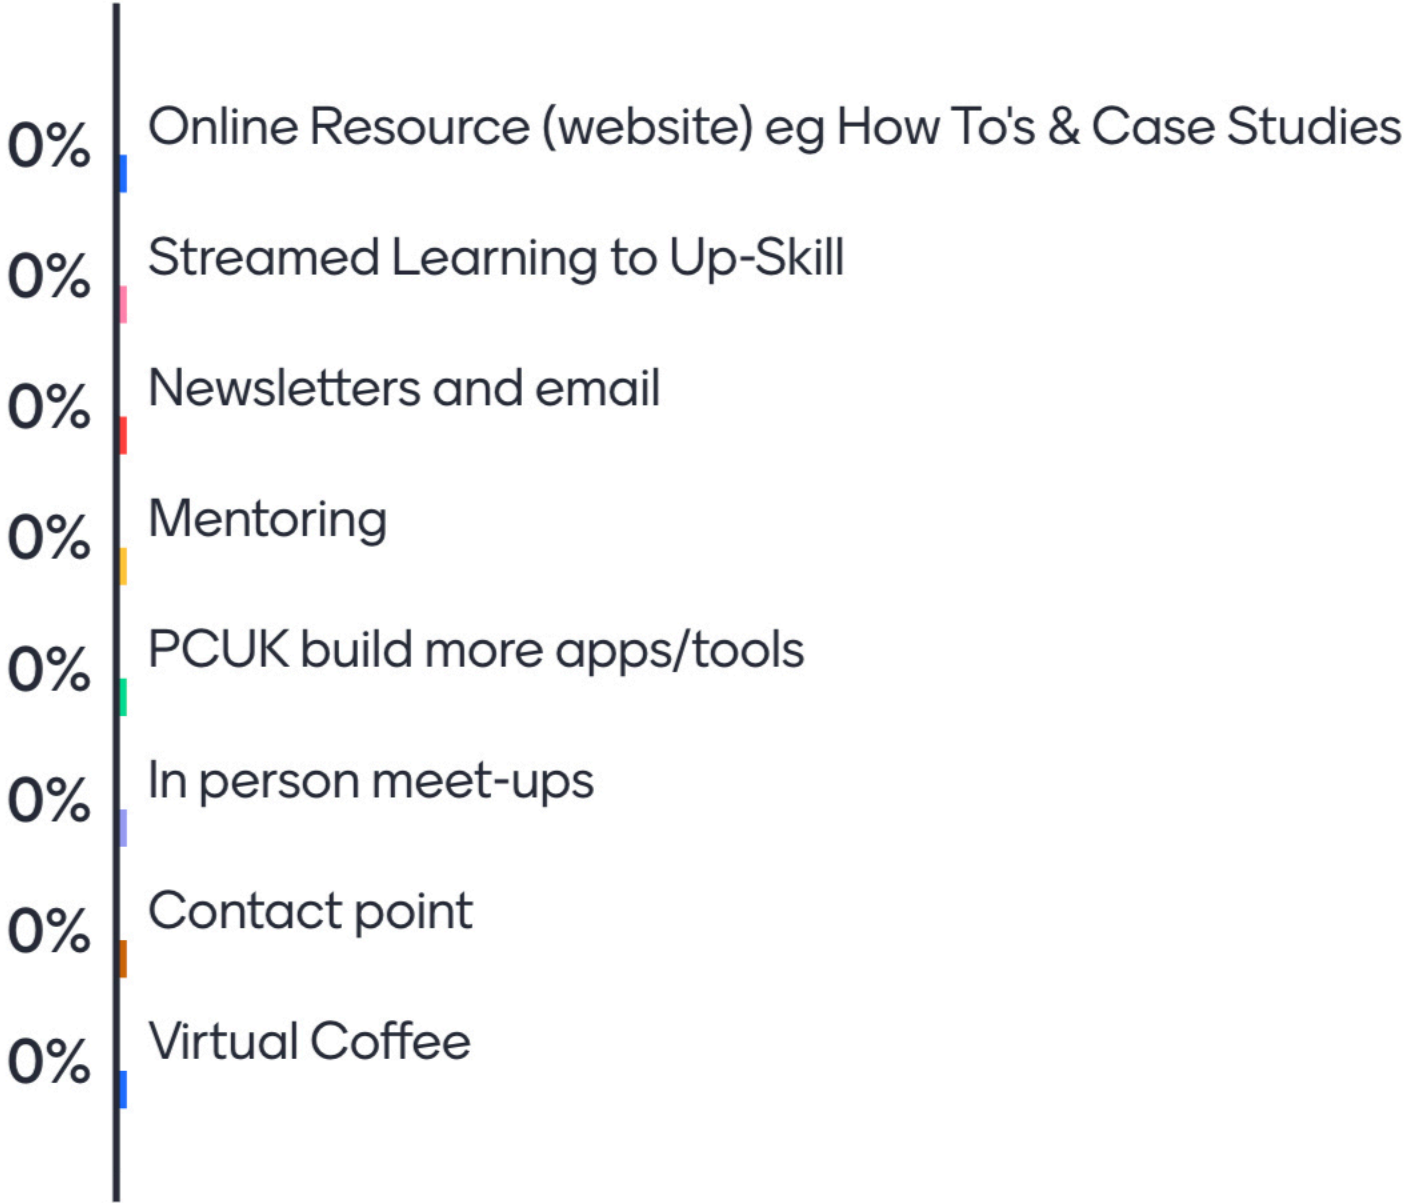 0% Online Resource (website) eg How To's & Case Studies
0% Streamed Learning to Up-Skill
0% Newsletters and email
0% Mentoring
0% PCUK build more apps/tools
0% In person meet-ups
0% Contact point
0% Virtual Coffee